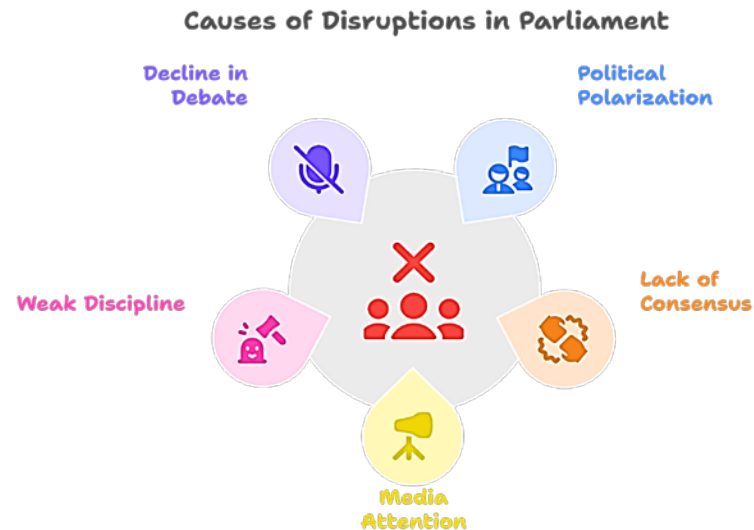 Causes of Disruptions in Parliament
Decline in
Debate
Political
Polarization
Weak Discipline
Lack of
Consensus
Media
Attention